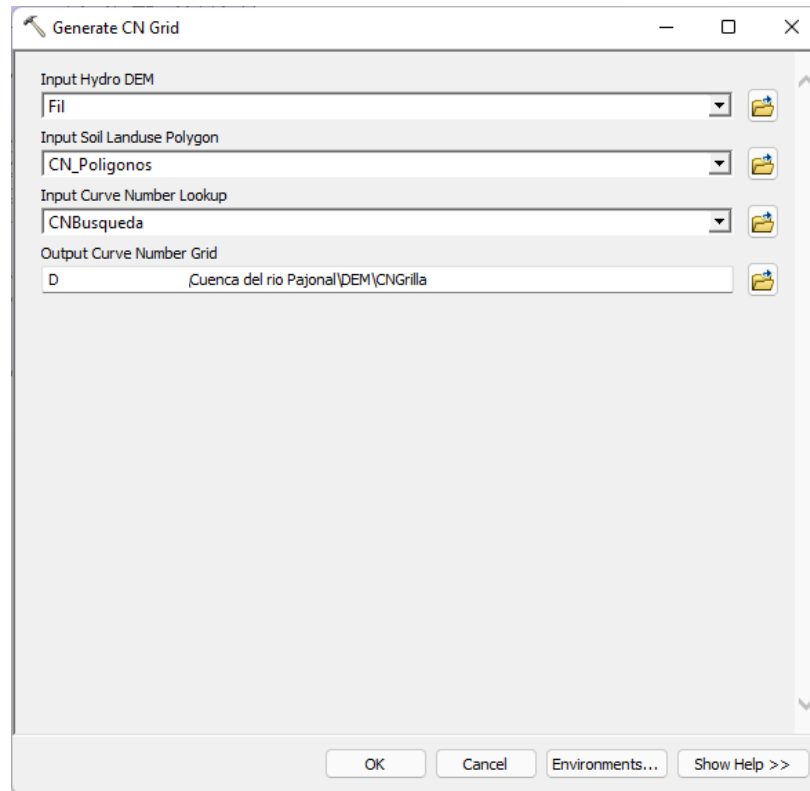 Generate CN Grid
Input Hydro DEM
Fil
Input Soil Landuse Polygon
CN_Poligonos
Input Curve Number Lookup
CNBusqueda
Output Curve Number Grid
D Cuenca del rio Pajonal\DEM\CNGrilla
OK Cancel Environments... Show Help >>